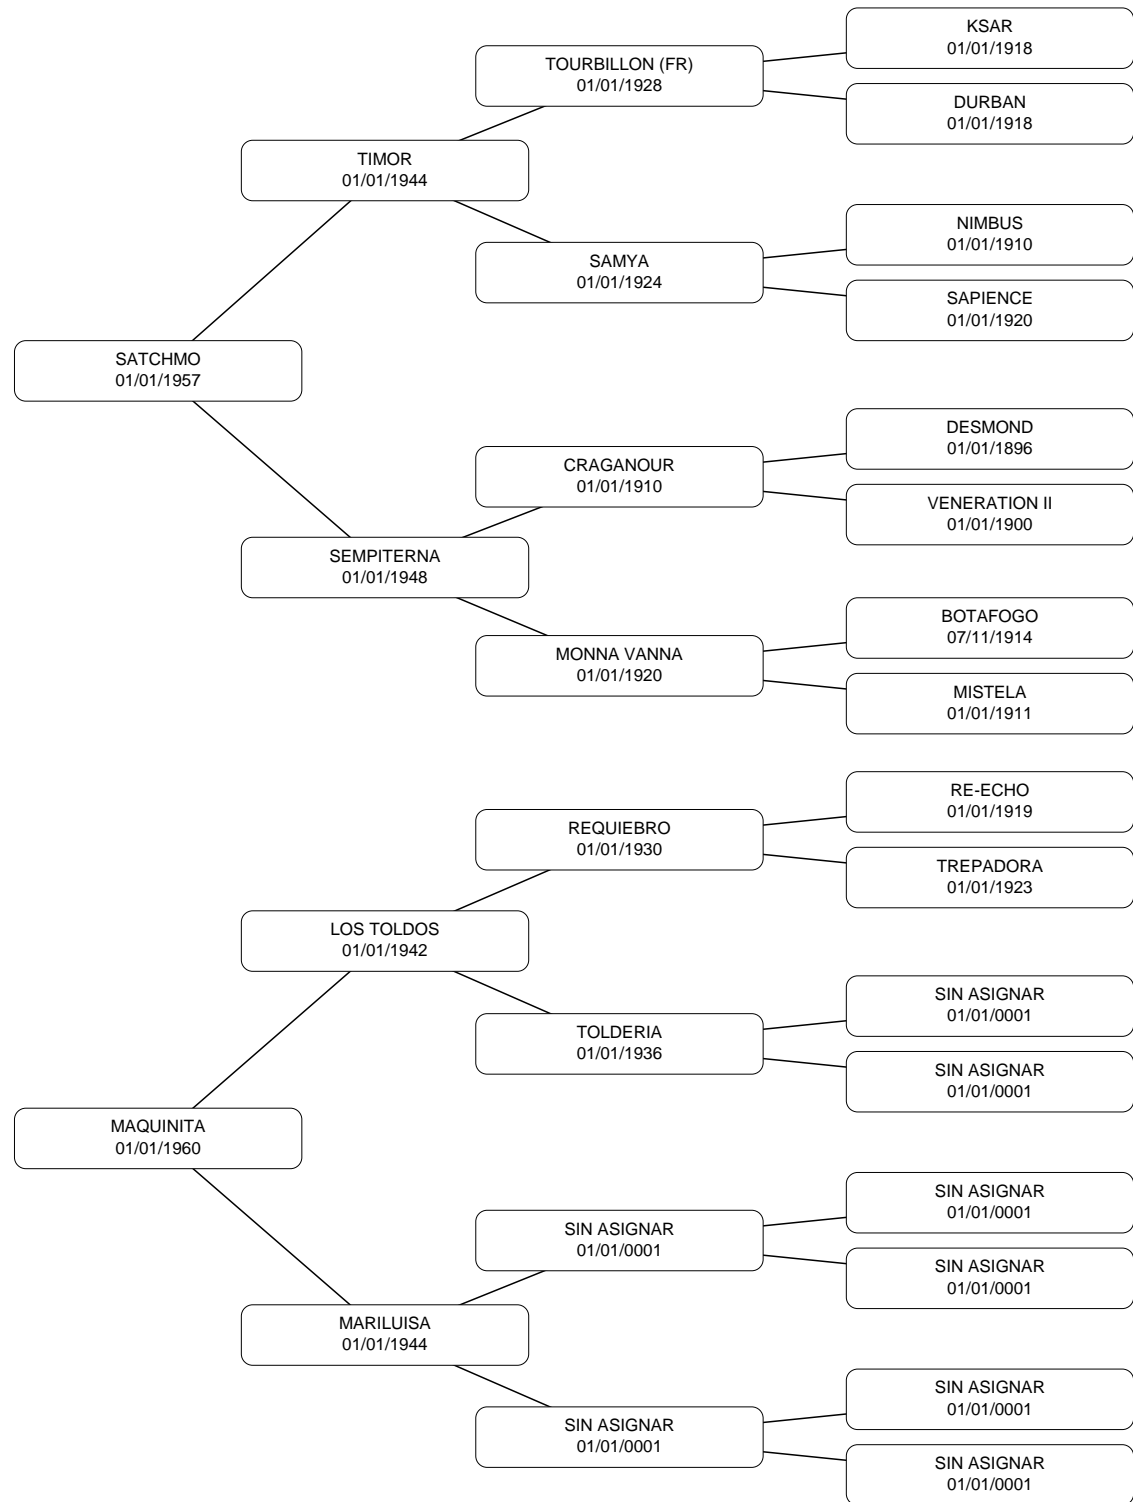 KSAR
01/01/1918
TOURBILLON (FR)
01/01/1928
DURBAN
01/01/1918
TIMOR
01/01/1944
NIMBUS
01/01/1910
SAMYA
01/01/1924
SAPIENCE
01/01/1920
SATCHMO
01/01/1957
DESMOND
01/01/1896
CRAGANOUR
01/01/1910
VENERATION II
01/01/1900
SEMPITERNA
01/01/1948
BOTAFOGO
07/11/1914
MONNA VANNA
01/01/1920
MISTELA
01/01/1911
RE-ECHO
01/01/1919
REQUIEBRO
01/01/1930
TREPADORA
01/01/1923
LOS TOLDOS
01/01/1942
SIN ASIGNAR
01/01/0001
TOLDERIA
01/01/1936
SIN ASIGNAR
01/01/0001
MAQUINITA
01/01/1960
SIN ASIGNAR
01/01/0001
SIN ASIGNAR
01/01/0001
SIN ASIGNAR
01/01/0001
MARILUISA
01/01/1944
SIN ASIGNAR
01/01/0001
SIN ASIGNAR
01/01/0001
SIN ASIGNAR
01/01/0001